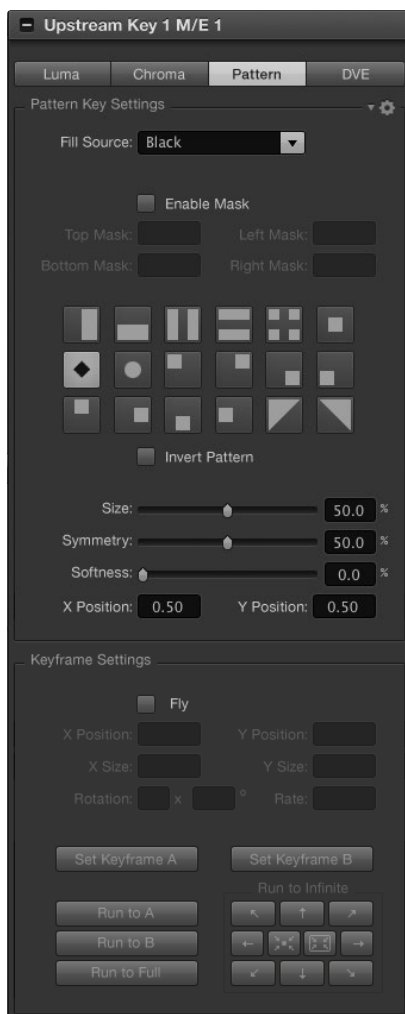 Upstream Key 1 M/E 1
Luma Chroma Pattern DVE
Pattern Key Settings
Fill Source: Black
Enable Mask
Top Mask: Left Mask:
Bottom Mask: Right Mask:
Invert Pattern
Size: 50.0 %
Symmetry: 50.0 %
Softness: 0.0 %
X Position: 0.50 Y Position: 0.50
Keyframe Settings
Fly
X Position: Y Position:
X Size: Y Size:
Rotation: x ° Rate:
Set Keyframe A Set Keyframe B
Run to Infinite
Run to A
Run to B
Run to Full